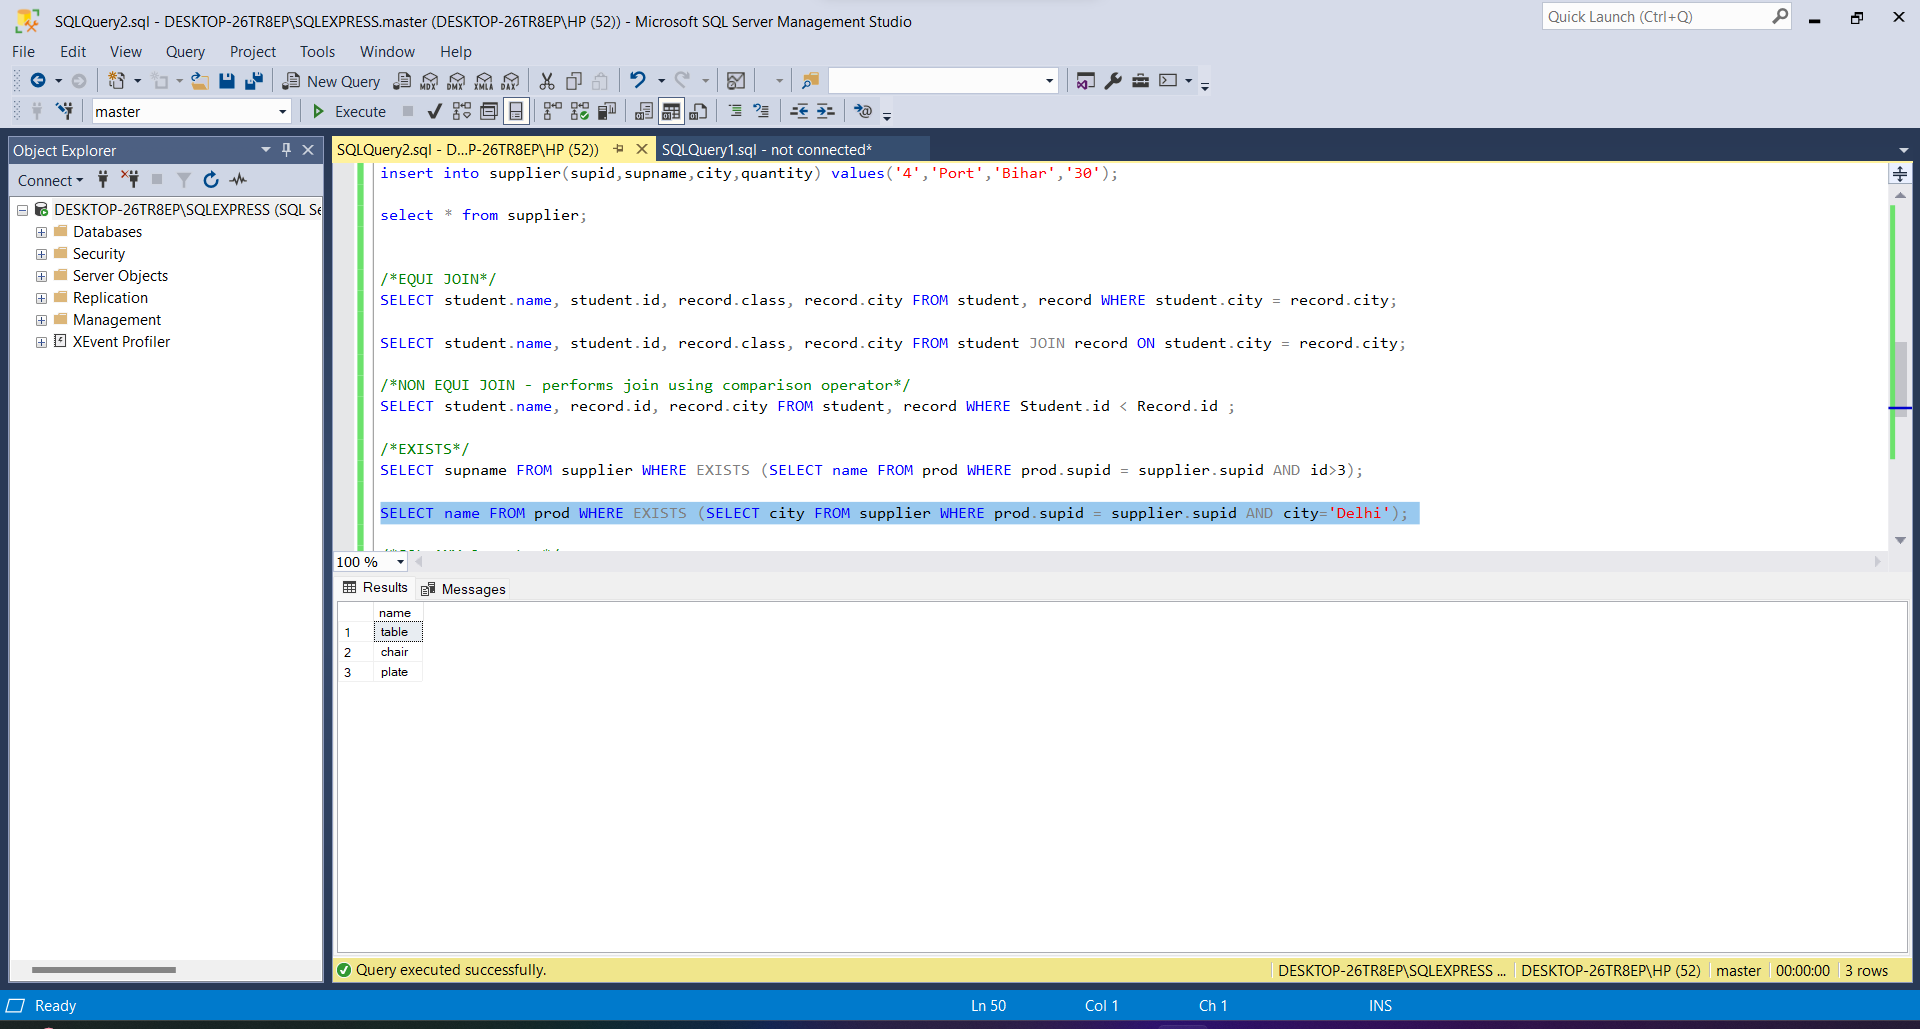 SQLQuery2.sql - DESKTOP-26TR8EP\SQLEXPRESS.master (DESKTOP-26TR8EP\HP (52)) - Microsoft SQL Server Management Studio
Quick Launch (Ctrl+Q)
File Edit View Query Project Tools Window Help
New Query MDX DMX XMLA DAX
master Execute
Object Explorer
Connect
DESKTOP-26TR8EP\SQLEXPRESS (SQL Se
Databases
Security
Server Objects
Replication
Management
XEvent Profiler
SQLQuery2.sql - D...P-26TR8EP\HP (52)) SQLQuery1.sql - not connected*
insert into supplier(supid,supname,city,quantity) values('4','Port','Bihar','30');
select * from supplier;
/*EQUI JOIN*/
SELECT student.name, student.id, record.class, record.city FROM student, record WHERE student.city = record.city;
SELECT student.name, student.id, record.class, record.city FROM student JOIN record ON student.city = record.city;
/*NON EQUI JOIN - performs join using comparison operator*/
SELECT student.name, record.id, record.city FROM student, record WHERE Student.id < Record.id ;
/*EXISTS*/
SELECT supname FROM supplier WHERE EXISTS (SELECT name FROM prod WHERE prod.supid = supplier.supid AND id>3);
SELECT name FROM prod WHERE EXISTS (SELECT city FROM supplier WHERE prod.supid = supplier.supid AND city='Delhi');
100 %
Results Messages
name
1 table
2 chair
3 plate
Query executed successfully. DESKTOP-26TR8EP\SQLEXPRESS ... DESKTOP-26TR8EP\HP (52) master 00:00:00 3 rows
Ready Ln 50 Col 1 Ch 1 INS